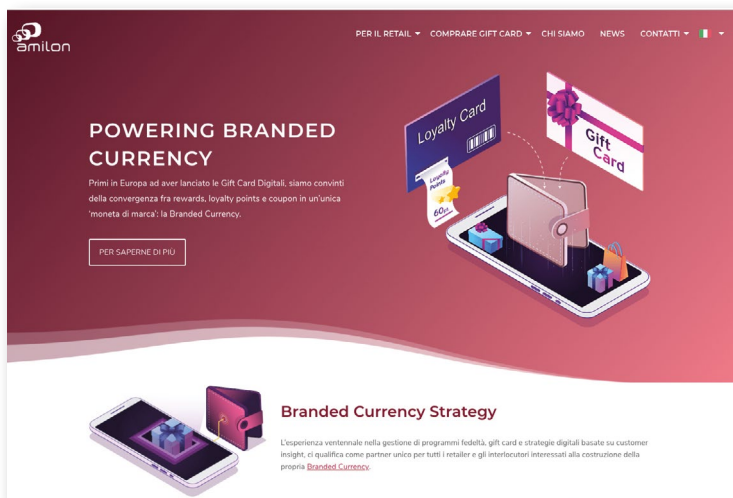 amilon
PER IL RETAIL
COMPRARE GIFT CARD
CHI SIAMO
NEWS
CONTATTI
POWERING BRANDED
CURRENCY
Primi in Europa ad aver lanciato le Gift Card Digitali, siamo convinti
della convergenza fra rewards, loyalty points e coupon in un'unica
'moneta di marca': la Branded Currency.
PER SAPERNE DI PIÙ
Loyalty Card
Loyalty
Points
60pt
Gift
Card
Branded Currency Strategy
L'esperienza ventennale nella gestione di programmi fedeltà, gift card e strategie digitali basate su customer
insight, ci qualifica come partner unico per tutti i retailer e gli interlocutori interessati alla costruzione della
propria Branded Currency.